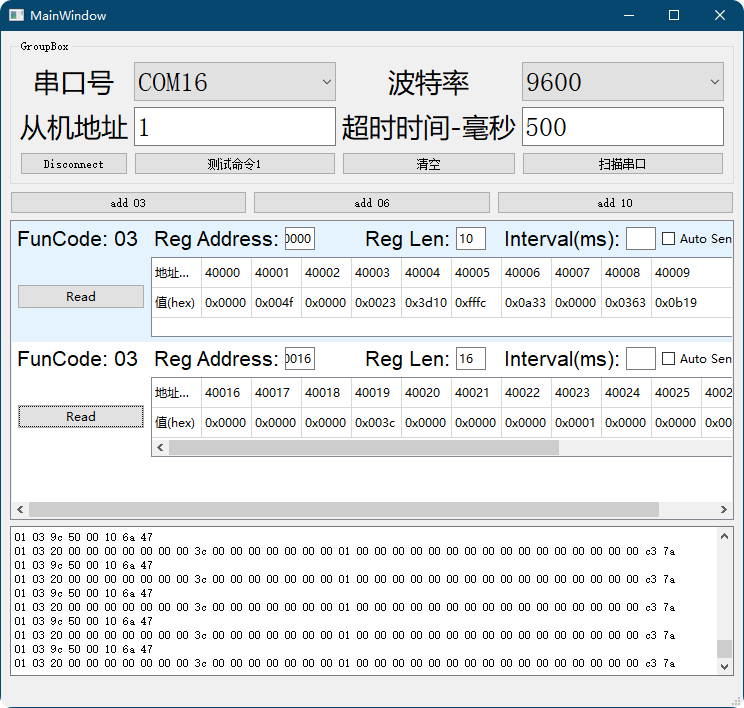 MainWindow
GroupBox
串口号 COM16 波特率 9600
从机地址 1 超时时间-毫秒 500
Disconnect 测试命令1 清空 扫描串口
add 03 add 06 add 10
FunCode: 03 Reg Address: 0000 Reg Len: 10 Interval(ms): Auto Sen
地址... 40000 40001 40002 40003 40004 40005 40006 40007 40008 40009
Read
值(hex) 0x0000 0x004f 0x0000 0x0023 0x3d10 0xfffc 0x0a33 0x0000 0x0363 0x0b19
FunCode: 03 Reg Address: 0016 Reg Len: 16 Interval(ms): Auto Sen
地址... 40016 40017 40018 40019 40020 40021 40022 40023 40024 40025 4002
Read
值(hex) 0x0000 0x0000 0x0000 0x003c 0x0000 0x0000 0x0000 0x0001 0x0000 0x0000 0x00
01 03 9c 50 00 10 6a 47
01 03 20 00 00 00 00 00 00 00 3c 00 00 00 00 00 00 00 01 00 00 00 00 00 00 00 00 00 00 00 00 00 00 00 00 c3 7a
01 03 9c 50 00 10 6a 47
01 03 20 00 00 00 00 00 00 00 3c 00 00 00 00 00 00 00 01 00 00 00 00 00 00 00 00 00 00 00 00 00 00 00 00 c3 7a
01 03 9c 50 00 10 6a 47
01 03 20 00 00 00 00 00 00 00 3c 00 00 00 00 00 00 00 01 00 00 00 00 00 00 00 00 00 00 00 00 00 00 00 00 c3 7a
01 03 9c 50 00 10 6a 47
01 03 20 00 00 00 00 00 00 00 3c 00 00 00 00 00 00 00 01 00 00 00 00 00 00 00 00 00 00 00 00 00 00 00 00 c3 7a
01 03 9c 50 00 10 6a 47
01 03 20 00 00 00 00 00 00 00 3c 00 00 00 00 00 00 00 01 00 00 00 00 00 00 00 00 00 00 00 00 00 00 00 00 c3 7a